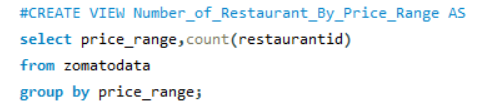 #CREATE VIEW Number_of_Restaurant_By_Price_Range AS
select price_range,count(restaurantid)
from zomatodata
group by price_range;